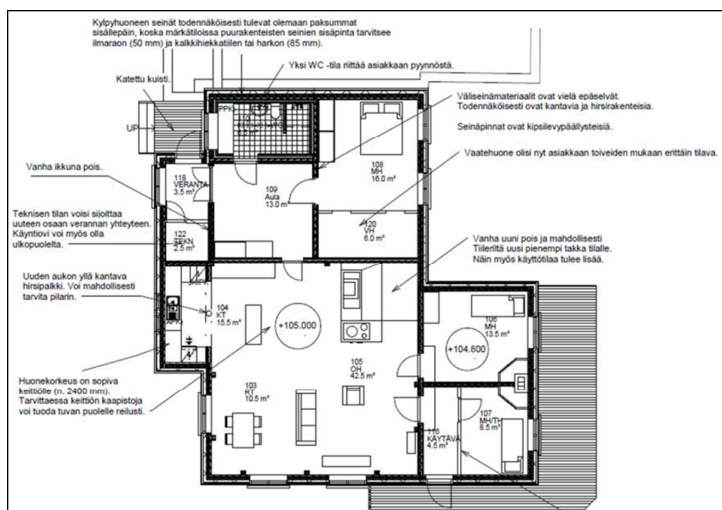 Kylpyhuoneen seinät todennäköisesti tulevat olemaan paksummat
sisällepäin, koska märkätiloissa puurakenteisten seinien sisäpinta tarvitsee
ilmaraon (50 mm) ja kalkkihiekkatiilen tai harkon (85 mm).
Yksi WC -tila riittää asiakkaan pyynnöstä.
Katettu kuisti.
Väliseinämateriaalit ovat vielä epäselvät.
Todennäköisesti ovat kantavia ja hirsirakenteisia.
PPK
UP
Seinäpinnat ovat kipsilevypäällysteisiä.
Vaatehuone olisi nyt asiakkaan toiveiden mukaan erittäin tilava.
Vanha ikkuna pois.
108
MH
16.0 m²
118
VERANTA
3.5 m²
109
Aula
13.0 m²
Teknisen tilan voisi sijoittaa
uuteen osaan verannan yhteyteen.
Käyntiovi voi myös olla
ulkopuolelta.
122
TEKN
2.5 m²
120
VH
6.0 m²
Vanha uuni pois ja mahdollisesti
Tiileriltä uusi pienempi takka tilalle.
Näin myös käyttötilaa tulee lisää.
Uuden aukon yllä kantava
hirsipalkki. Voi mahdollisesti
tarvita pilarin.
104
KT
15.5 m²
+105.000
106
MH
13.5 m²
+104.800
105
OH
42.5 m²
Huonekorkeus on sopiva
keittiölle (n. 2400 mm).
Tarvittaessa keittiön kaapistoja
voi tuoda tuvan puolelle reilusti.
103
RT
10.5 m²
107
MH/TH
8.5 m²
116
KÄYTÄVÄ
4.5 m²